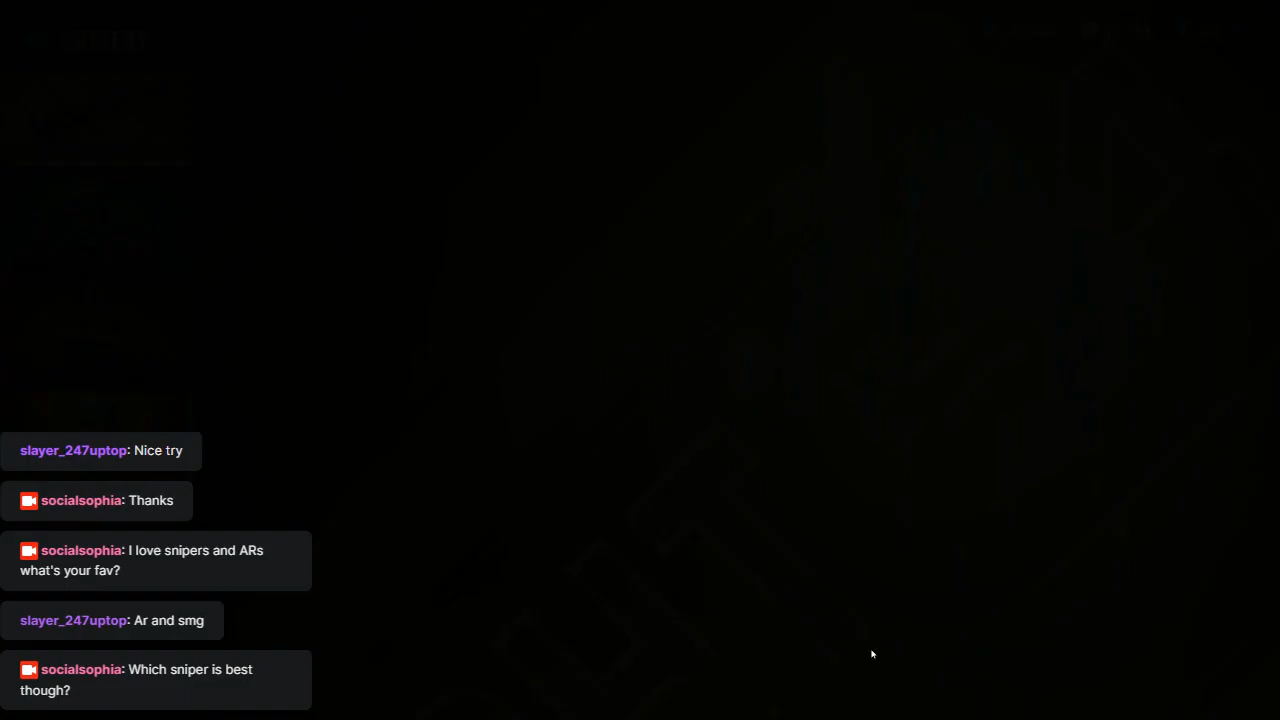 slayer_247uptop: Nice try
socialsophia: Thanks
socialsophia: I love snipers and ARs
what's your fav?
slayer_247uptop: Ar and smg
socialsophia: Which sniper is best
though?